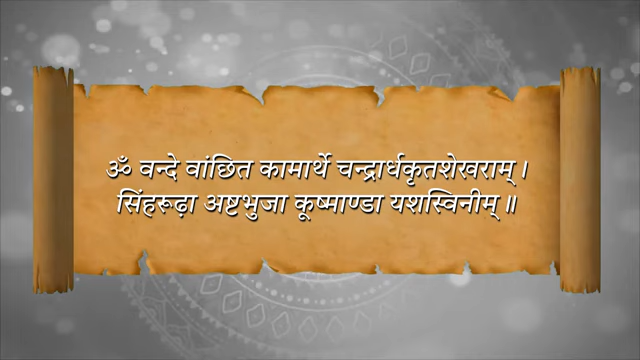 ॐ वन्दे वांछित कामार्थे चन्द्रार्धकृतशेखराम् ।
सिंहरूढ़ा अष्टभुजा कूष्माण्डा यशस्विनीम् ॥